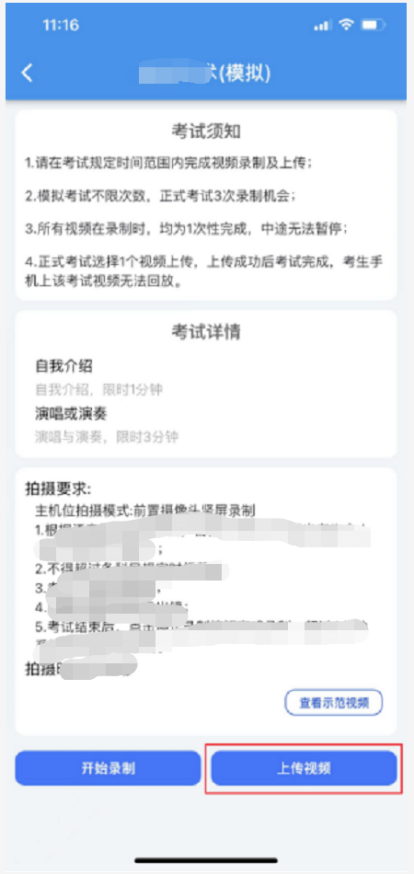 11:16
(模拟)
考试须知
1.请在考试规定时间范围内完成视频录制及上传;
2.模拟考试不限次数，正式考试3次录制机会;
3.所有视频在录制时，均为1次性完成，中途无法暂停;
4.正式考试选择1个视频上传，上传成功后考试完成，考生手
机上该考试视频无法回放。
考试详情
自我介绍
自我介绍，限时1分钟
演唱或演奏
演唱与演奏，限时3分钟
拍摄要求:
主机位拍摄模式:前置摄像头竖屏录制
1.根据
2.不得超过
3.
4.
5.考试结束后，
拍摄
查看示范视频
开始录制
上传视频